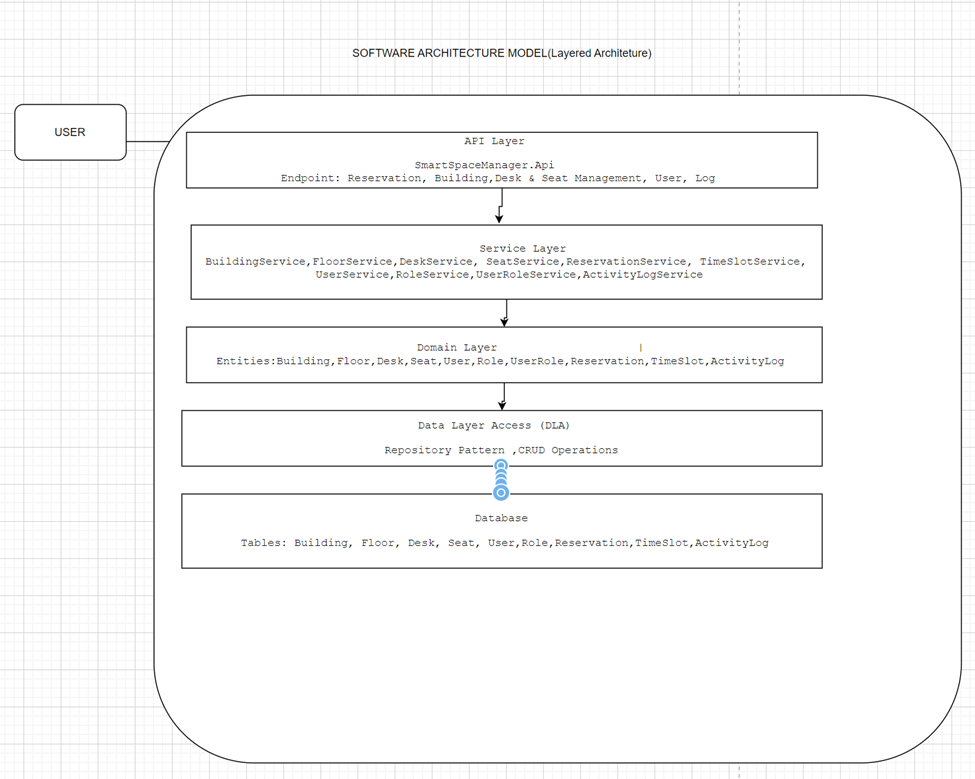 SOFTWARE ARCHITECTURE MODEL(Layered Architeture)
USER
API Layer
SmartSpaceManager.Api
Endpoint: Reservation, Building,Desk & Seat Management, User, Log
Service Layer
BuildingService,FloorService,DeskService, SeatService,ReservationService, TimeSlotService,
UserService,RoleService,UserRoleService,ActivityLogService
Domain Layer
Entities:Building,Floor,Desk,Seat,User,Role,UserRole,Reservation,TimeSlot,ActivityLog
Data Layer Access (DLA)
Repository Pattern ,CRUD Operations
Database
Tables: Building, Floor, Desk, Seat, User,Role,Reservation,TimeSlot,ActivityLog